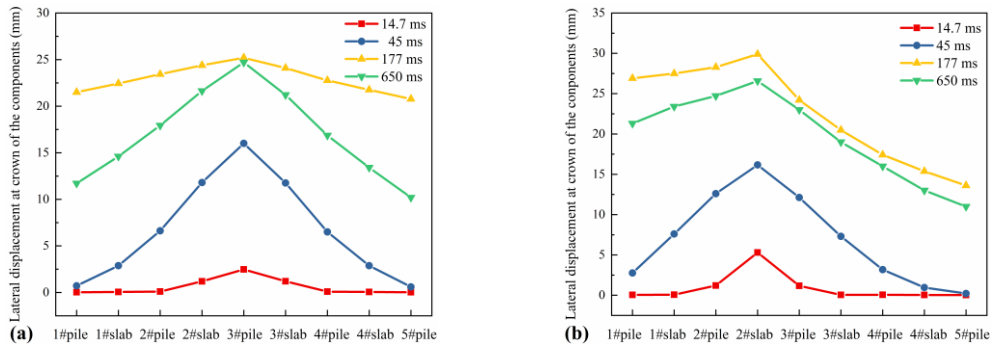 Lateral displacement at crown of the conponents (mm)
30
25
20
15
10
5
0
14.7 ms
45 ms
177 ms
650 ms
1#pile 1#slab 2#pile 2#slab 3#pile 3#slab 4#pile 4#slab 5#pile
(a)
Lateral displacement at crown of the conponents (mm)
35
30
25
20
15
10
5
0
14.7 ms
45 ms
177 ms
650 ms
1#pile 1#slab 2#pile 2#slab 3#pile 3#slab 4#pile 4#slab 5#pile
(b)